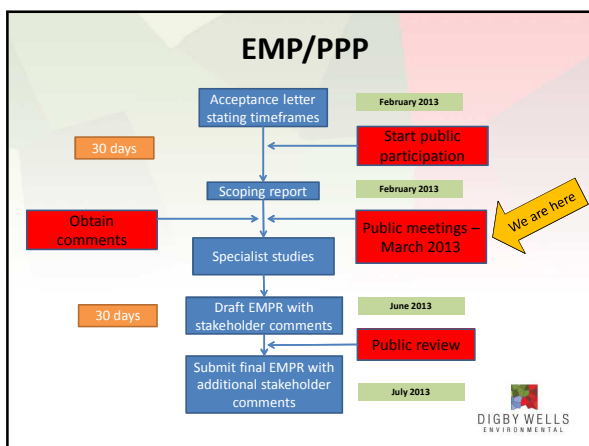 EMP/PPP
Acceptance letter
stating timeframes
February 2013
30 days
Start public
participation
Scoping report
February 2013
Obtain
comments
Public meetings –
March 2013
We are here
Specialist studies
30 days
Draft EMPR with
stakeholder comments
June 2013
Public review
Submit final EMPR with
additional stakeholder
comments
July 2013
DIGBY WELLS
ENVIRONMENTAL